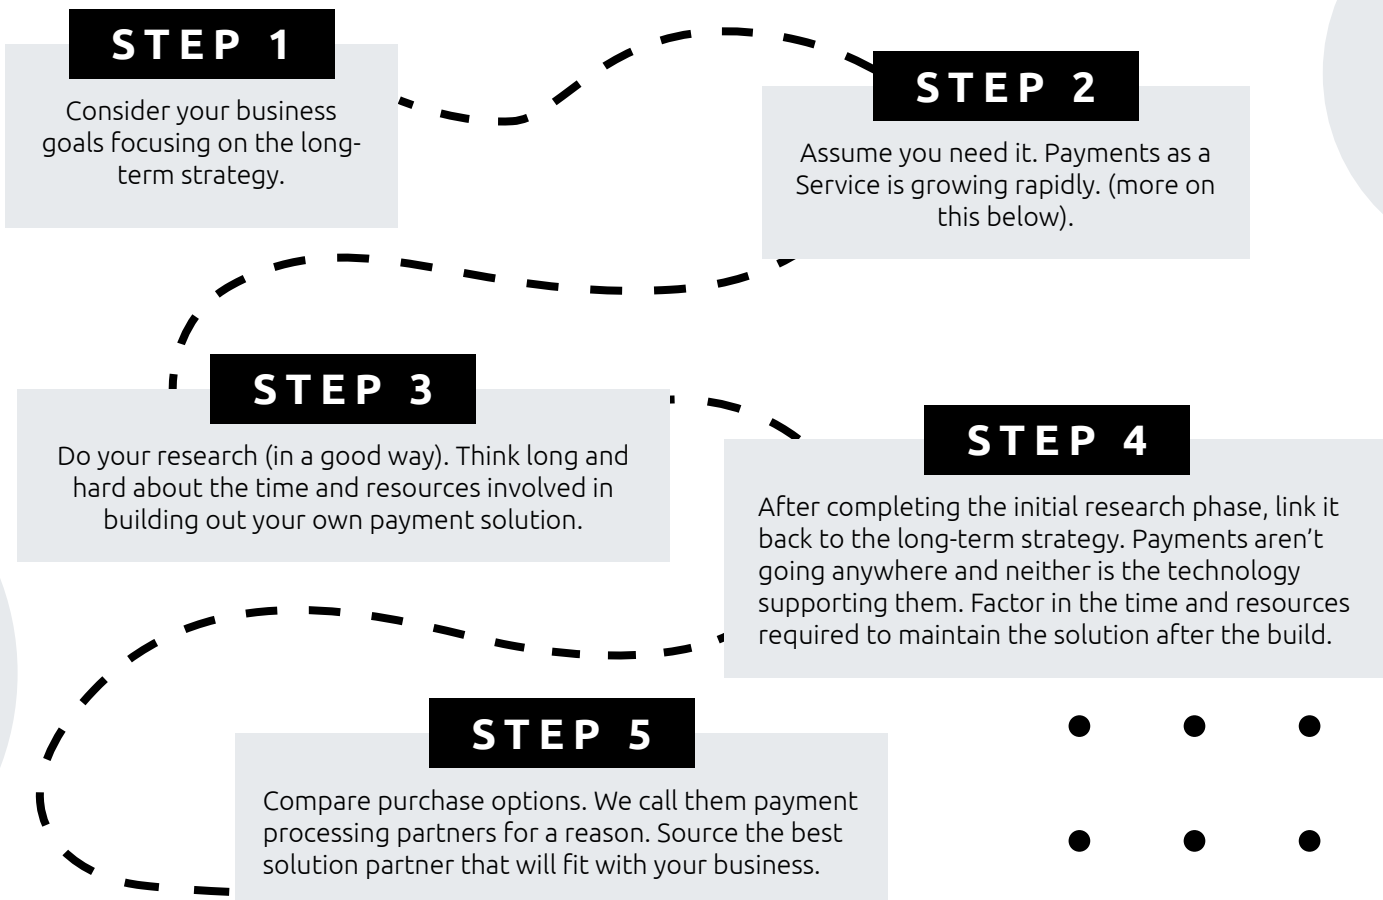 STEP 1
Consider your business
goals focusing on the long-
term strategy.
STEP 2
Assume you need it. Payments as a
Service is growing rapidly. (more on
this below).
STEP 3
Do your research (in a good way). Think long and
hard about the time and resources involved in
building out your own payment solution.
STEP 4
After completing the initial research phase, link it
back to the long-term strategy. Payments aren’t
going anywhere and neither is the technology
supporting them. Factor in the time and resources
required to maintain the solution after the build.
STEP 5
Compare purchase options. We call them payment
processing partners for a reason. Source the best
solution partner that will fit with your business.